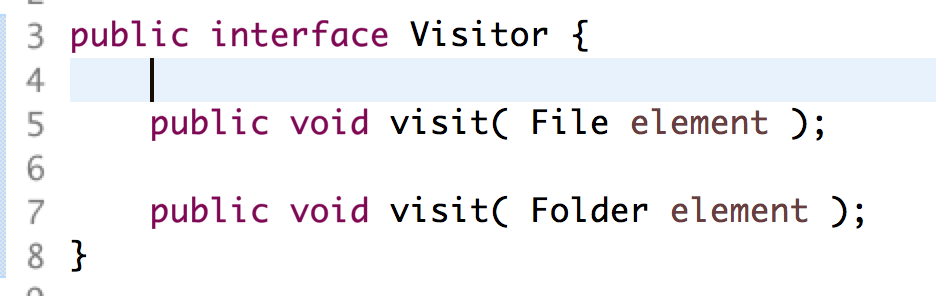 3 public interface Visitor {
4
5 public void visit( File element );
6
7 public void visit( Folder element );
8 }